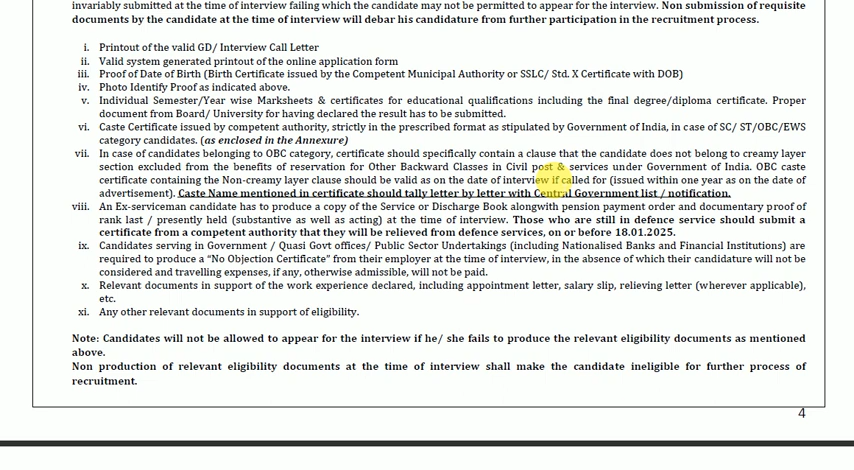 invariably submitted at the time of interview failing which the candidate may not be permitted to appear for the interview. Non submission of requisite
documents by the candidate at the time of interview will debar his candidature from further participation in the recruitment process.
i. Printout of the valid GD/ Interview Call Letter
ii. Valid system generated printout of the online application form
iii. Proof of Date of Birth (Birth Certificate issued by the Competent Municipal Authority or SSLC/ Std. X Certificate with DOB)
iv. Photo Identify Proof as indicated above.
v. Individual Semester/Year wise Marksheets & certificates for educational qualifications including the final degree/diploma certificate. Proper
document from Board/ University for having declared the result has to be submitted.
vi. Caste Certificate issued by competent authority, strictly in the prescribed format as stipulated by Government of India, in case of SC/ ST/OBC/EWS
category candidates. (as enclosed in the Annexure)
vii. In case of candidates belonging to OBC category, certificate should specifically contain a clause that the candidate does not belong to creamy layer
section excluded from the benefits of reservation for Other Backward Classes in Civil post & services under Government of India. OBC caste
certificate containing the Non-creamy layer clause should be valid as on the date of interview if called for (issued within one year as on the date of
advertisement). Caste Name mentioned in certificate should tally letter by letter with Central Government list / notification.
viii. An Ex-serviceman candidate has to produce a copy of the Service or Discharge Book alongwith pension payment order and documentary proof of
rank last / presently held (substantive as well as acting) at the time of interview. Those who are still in defence service should submit a
certificate from a competent authority that they will be relieved from defence services, on or before 18.01.2025.
ix. Candidates serving in Government / Quasi Govt offices/ Public Sector Undertakings (including Nationalised Banks and Financial Institutions) are
required to produce a “No Objection Certificate” from their employer at the time of interview, in the absence of which their candidature will not be
considered and travelling expenses, if any, otherwise admissible, will not be paid.
x. Relevant documents in support of the work experience declared, including appointment letter, salary slip, relieving letter (wherever applicable),
etc.
xi. Any other relevant documents in support of eligibility.
Note: Candidates will not be allowed to appear for the interview if he/ she fails to produce the relevant eligibility documents as mentioned
above.
Non production of relevant eligibility documents at the time of interview shall make the candidate ineligible for further process of
recruitment.
4